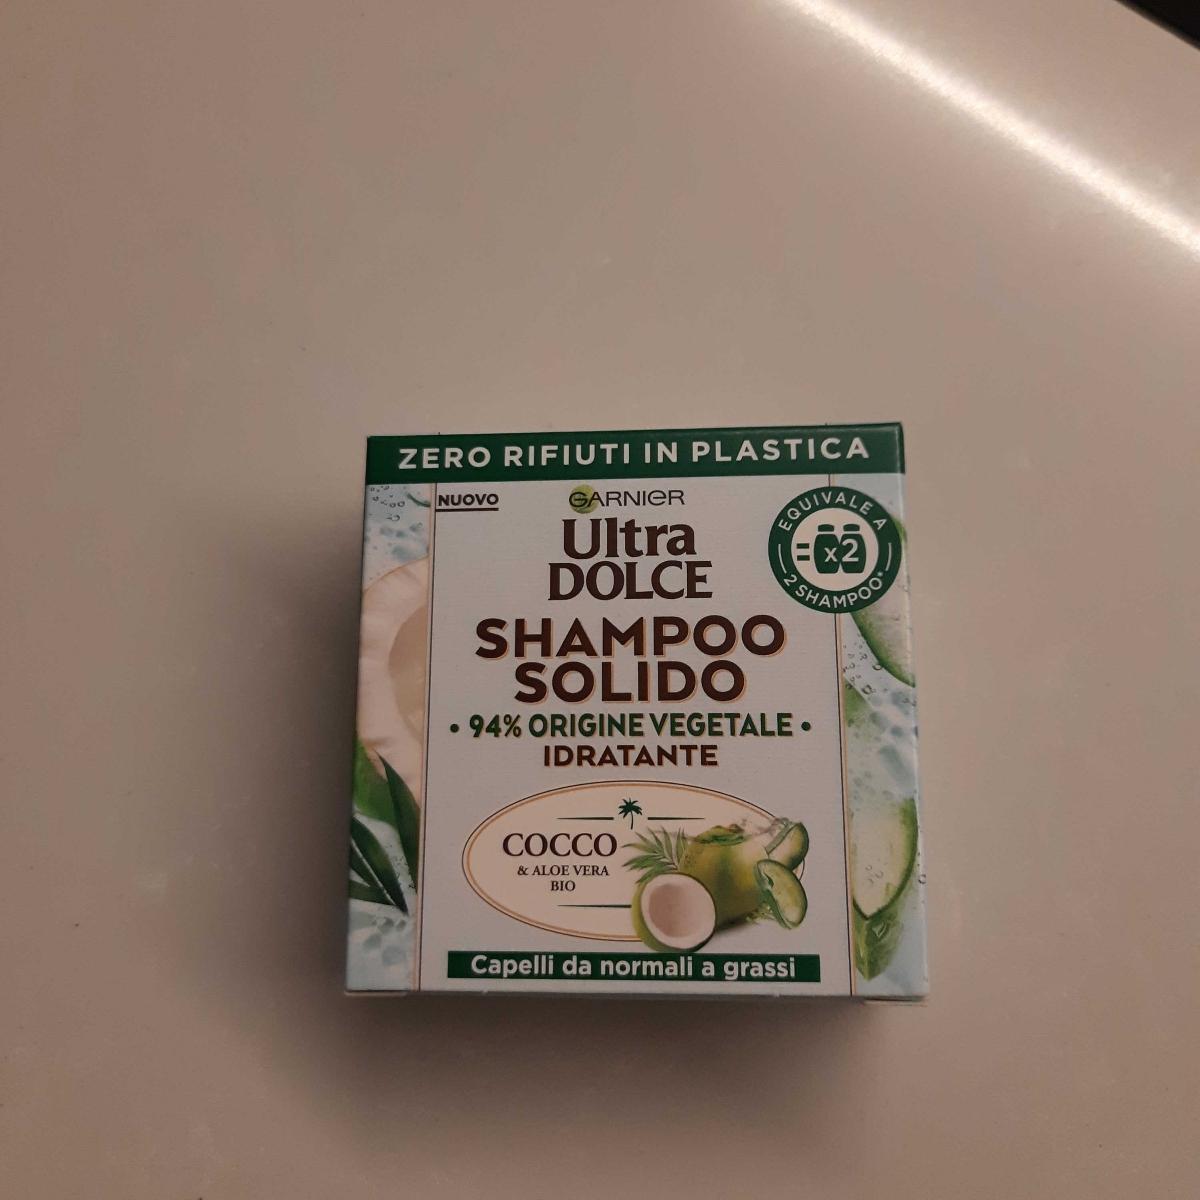 ZERO RIFIUTI IN PLASTICA
NUOVO
GARNIER
Ultra
DOLCE
EQUIVALE A
= x2
2 SHAMPOO*
SHAMPOO
SOLIDO
• 94% ORIGINE VEGETALE •
IDRATANTE
COCCO
& ALOE VERA
BIO
Capelli da normali a grassi